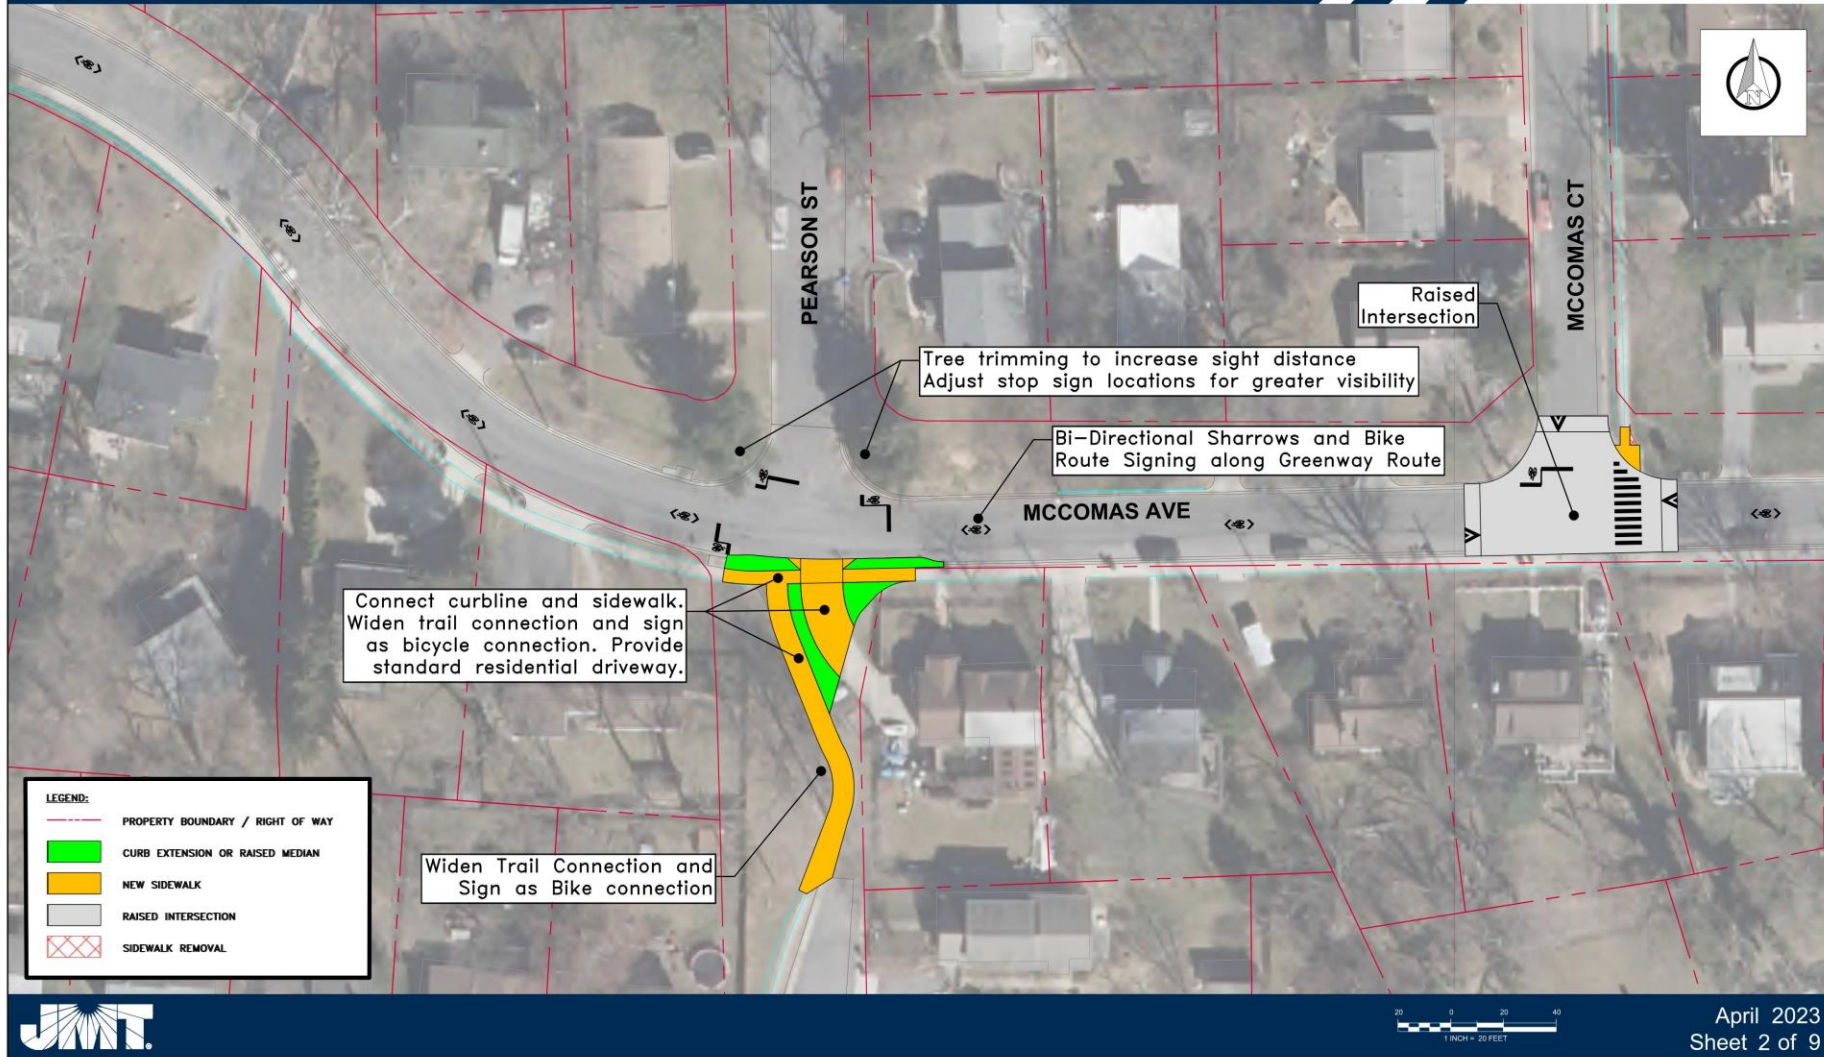 N
PEARSON ST
MCCOMAS CT
Raised
Intersection
Tree trimming to increase sight distance
Adjust stop sign locations for greater visibility
Bi-Directional Sharrows and Bike
Route Signing along Greenway Route
MCCOMAS AVE
Connect curbline and sidewalk.
Widen trail connection and sign
as bicycle connection. Provide
standard residential driveway.
Widen Trail Connection and
Sign as Bike connection
LEGEND:
PROPERTY BOUNDARY / RIGHT OF WAY
CURB EXTENSION OR RAISED MEDIAN
NEW SIDEWALK
RAISED INTERSECTION
SIDEWALK REMOVAL
JMT.
20 0 20 40
1 INCH = 20 FEET
April 2023
Sheet 2 of 9